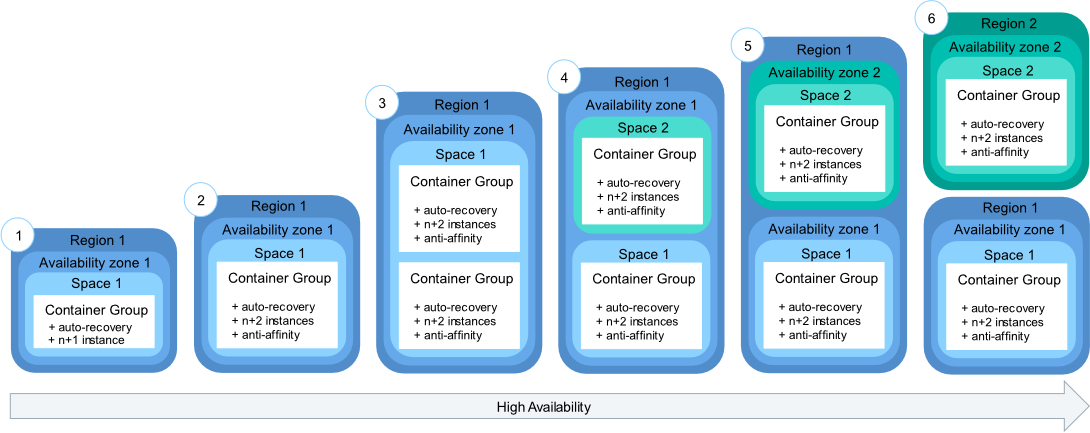 1
Region 1
Availability zone 1
Space 1
Container Group
+ auto-recovery
+ n+1 instance
2
Region 1
Availability zone 1
Space 1
Container Group
+ auto-recovery
+ n+2 instances
+ anti-affinity
3
Region 1
Availability zone 1
Space 1
Container Group
+ auto-recovery
+ n+2 instances
+ anti-affinity
Container Group
+ auto-recovery
+ n+2 instances
+ anti-affinity
4
Region 1
Availability zone 1
Space 2
Container Group
+ auto-recovery
+ n+2 instances
+ anti-affinity
Space 1
Container Group
+ auto-recovery
+ n+2 instances
+ anti-affinity
5
Region 1
Availability zone 2
Space 2
Container Group
+ auto-recovery
+ n+2 instances
+ anti-affinity
Availability zone 1
Space 1
Container Group
+ auto-recovery
+ n+2 instances
+ anti-affinity
6
Region 2
Availability zone 2
Space 2
Container Group
+ auto-recovery
+ n+2 instances
+ anti-affinity
Region 1
Availability zone 1
Space 1
Container Group
+ auto-recovery
+ n+2 instances
+ anti-affinity
High Availability